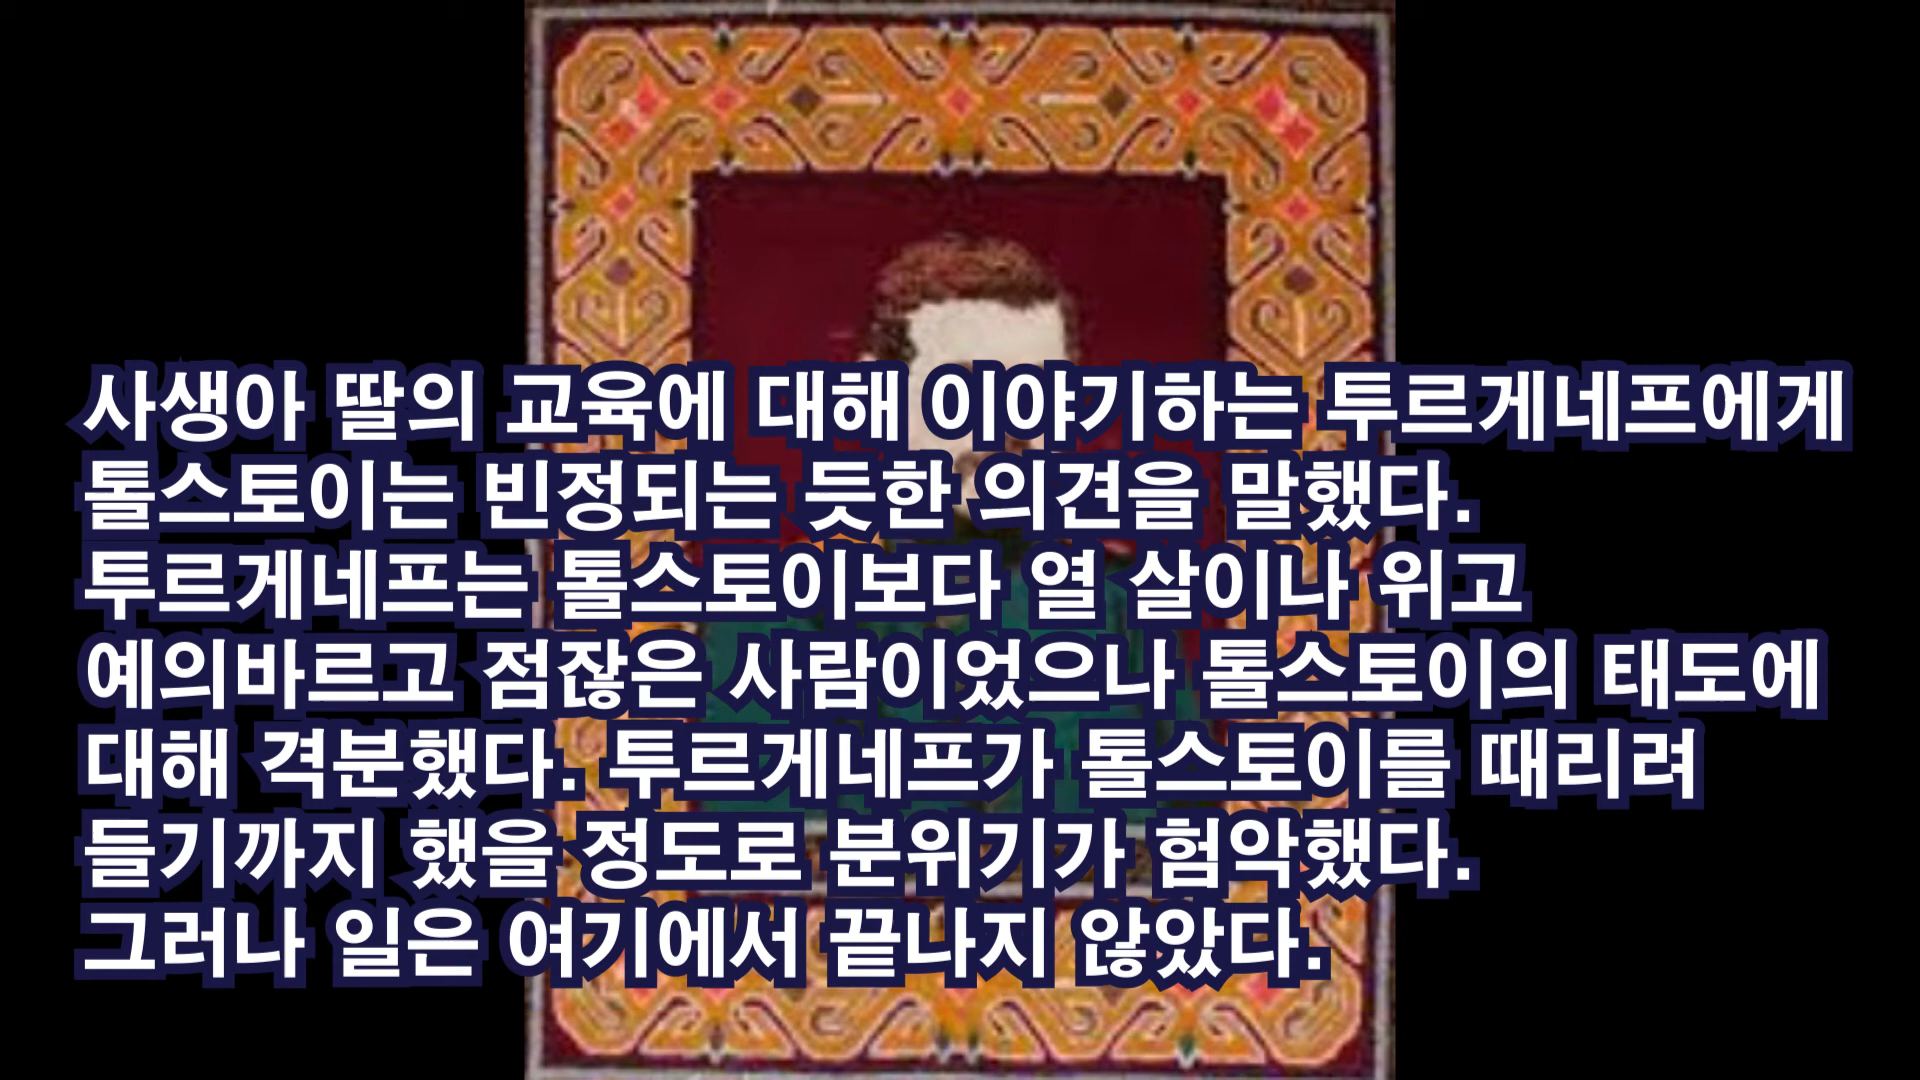 사생아 딸의 교육에 대해 이야기하는 투르게네프에게
톨스토이는 빈정되는 듯한 의견을 말했다.
투르게네프는 톨스토이보다 열 살이나 위고
예의바르고 점잖은 사람이었으나 톨스토이의 태도에
대해 격분했다. 투르게네프가 톨스토이를 때리려
들기까지 했을 정도로 분위기가 험악했다.
그러나 일은 여기에서 끝나지 않았다.